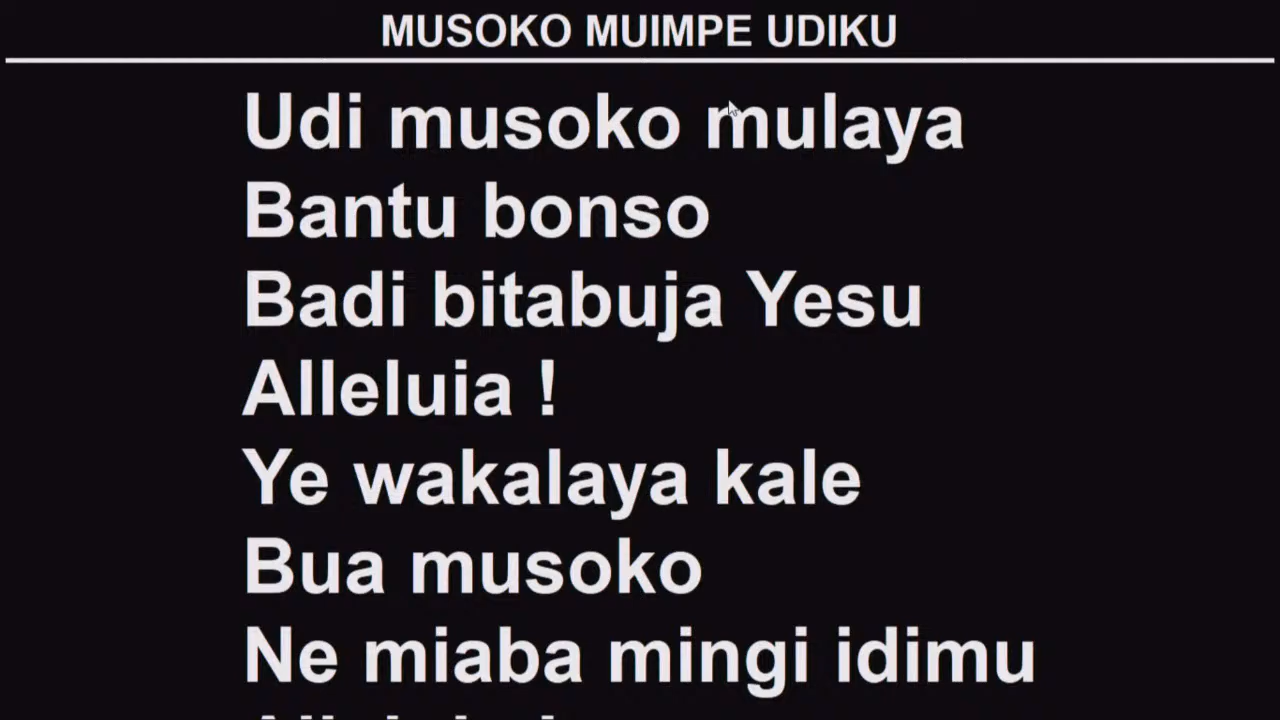 MUSOKO MUIMPE UDIKU
Udi musoko mulaya
Bantu bonso
Badi bitabuja Yesu
Alleluia !
Ye wakalaya kale
Bua musoko
Ne miaba mingi idimu